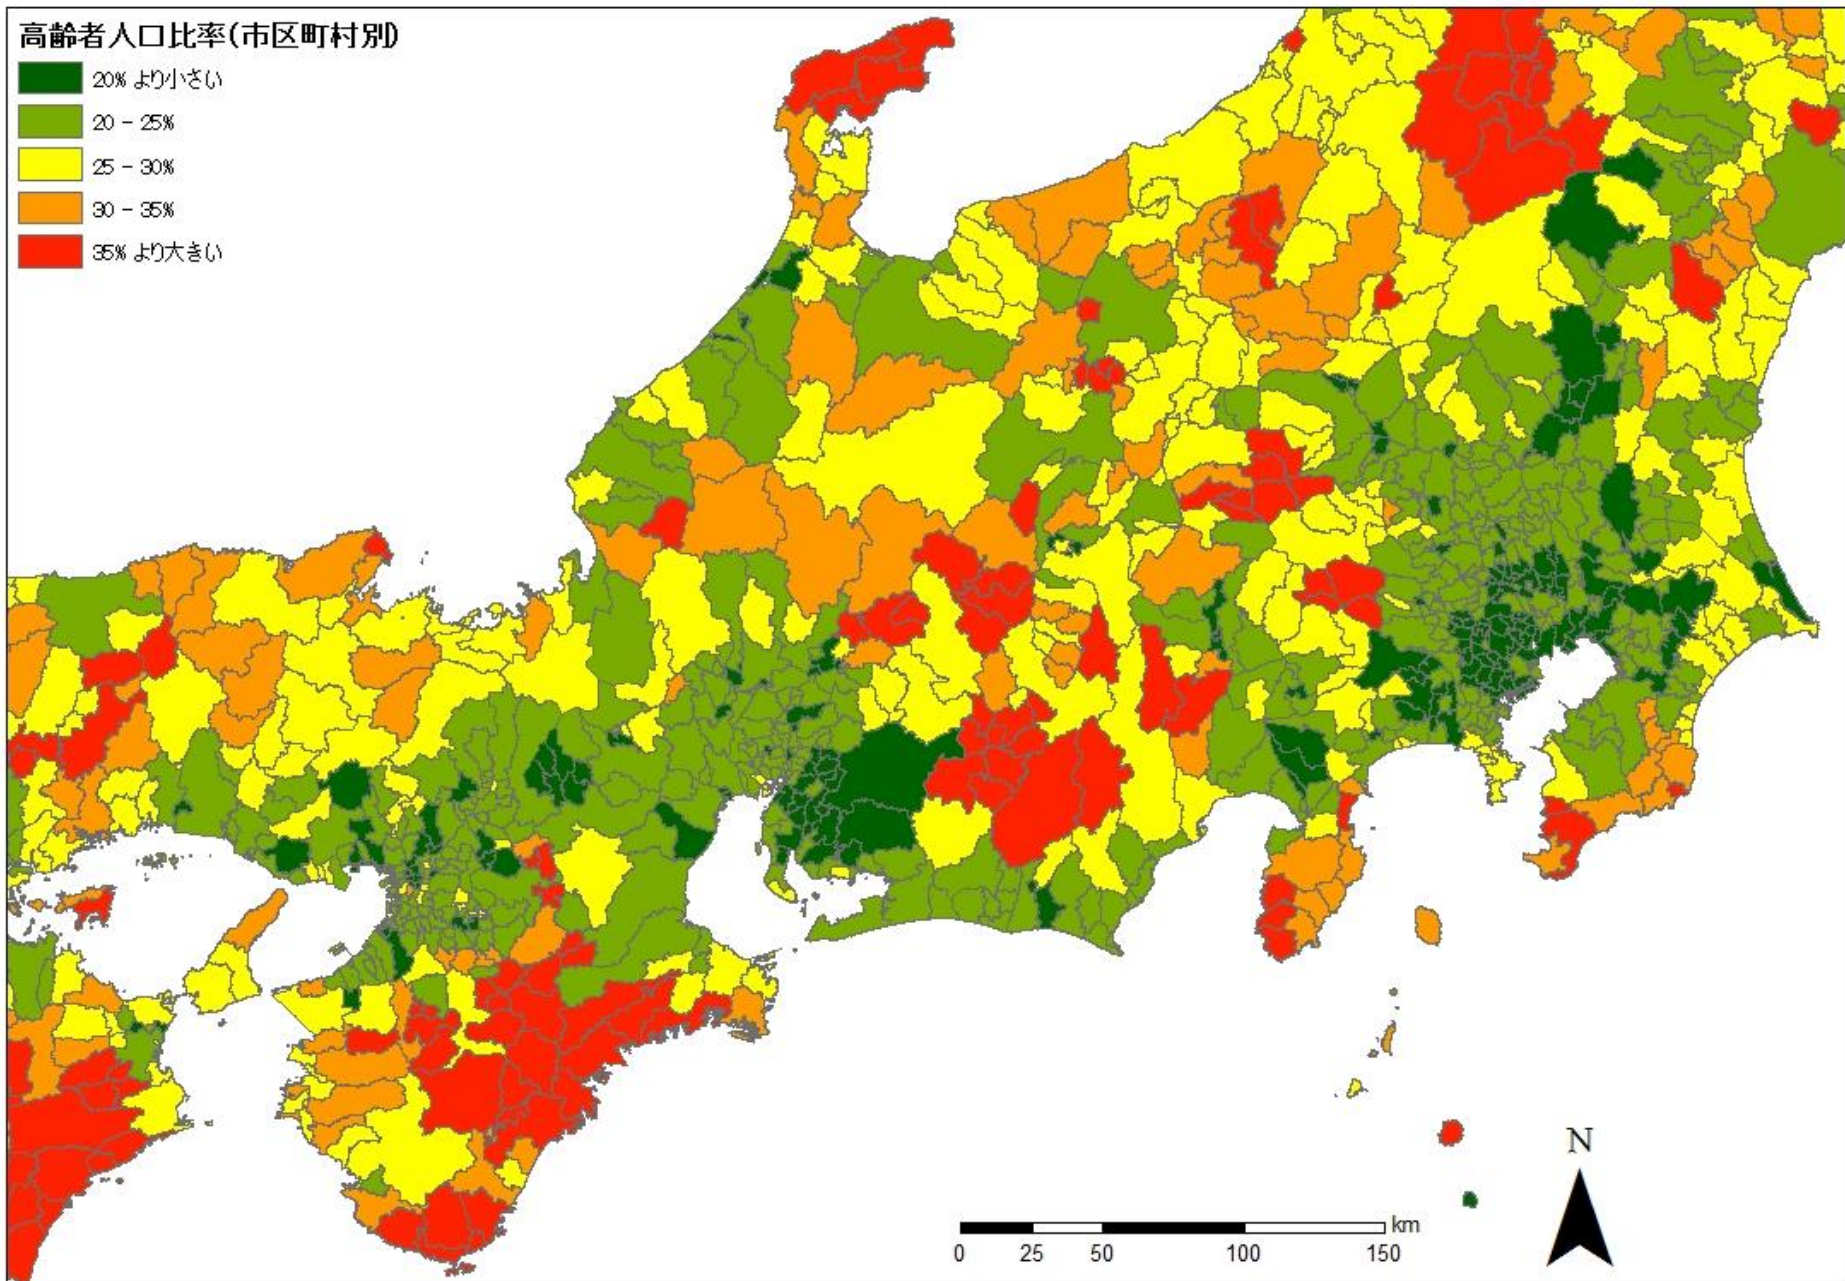 高齢者人口比率(市区町村別)
20% より小さい
20 - 25%
25 - 30%
30 - 35%
35% より大きい
N
km
0 25 50 100 150